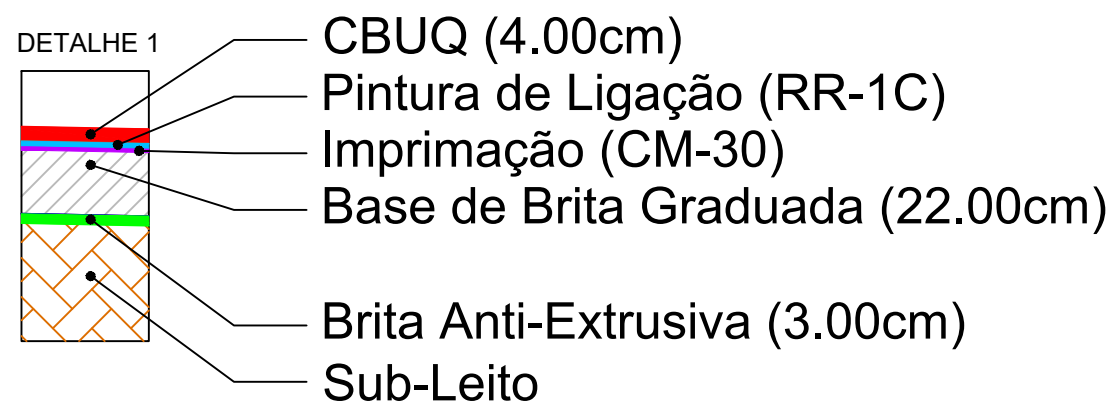 DETALHE 1
CBUQ (4.00cm)
Pintura de Ligação (RR-1C)
Imprimação (CM-30)
Base de Brita Graduada (22.00cm)
Brita Anti-Extrusiva (3.00cm)
Sub-Leito